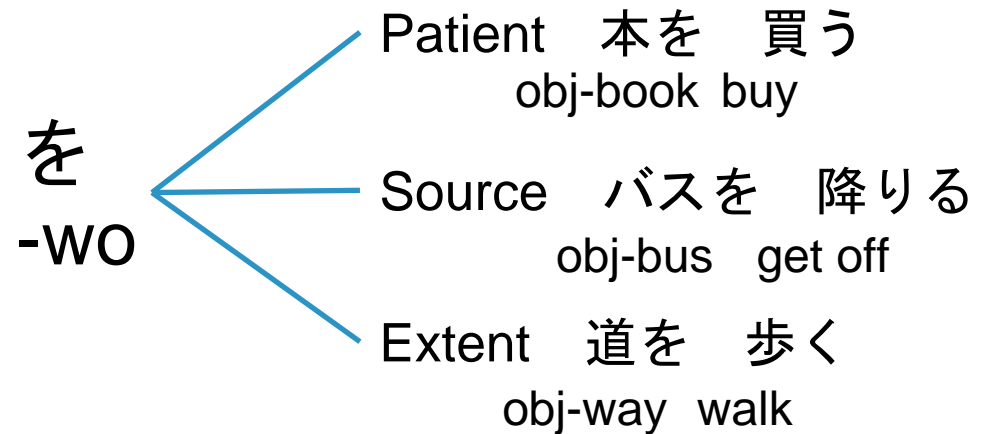 Patient 本を 買う
obj-book buy
を
-wo
Source バスを 降りる
obj-bus get off
Extent 道を 歩く
obj-way walk